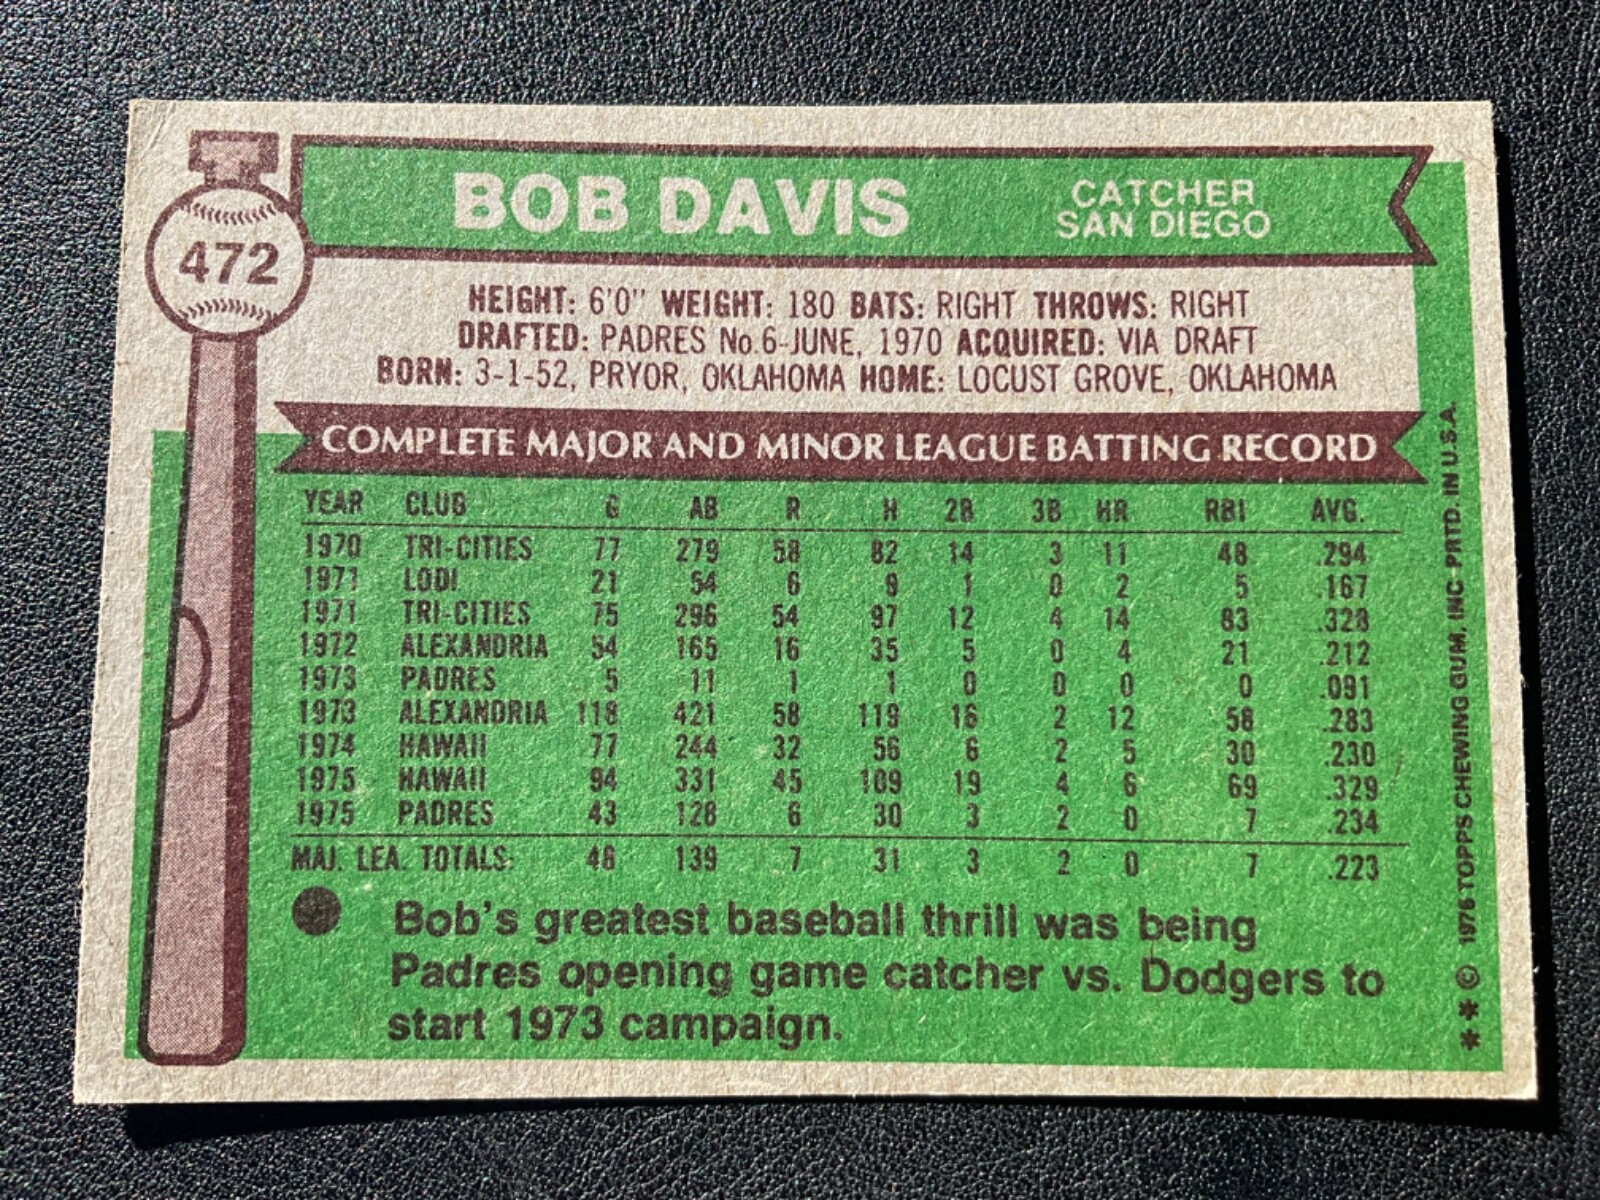 472
BOB DAVIS
CATCHER
SAN DIEGO
HEIGHT: 6'0" WEIGHT: 180 BATS: RIGHT THROWS: RIGHT
DRAFTED: PADRES No.6-JUNE, 1970 ACQUIRED: VIA DRAFT
BORN: 3-1-52, PRYOR, OKLAHOMA HOME: LOCUST GROVE, OKLAHOMA
COMPLETE MAJOR AND MINOR LEAGUE BATTING RECORD
YEAR CLUB G AB R H 2B 3B HR RBI AVG.
1970 TRI-CITIES 77 279 58 82 14 3 11 48 .294
1971 LODI 21 54 6 9 1 0 2 5 .167
1971 TRI-CITIES 75 296 54 97 12 4 14 83 .328
1972 ALEXANDRIA 54 165 16 35 5 0 4 21 .212
1973 PADRES 5 11 1 1 0 0 0 0 .091
1973 ALEXANDRIA 118 421 58 119 16 2 12 58 .283
1974 HAWAII 77 244 32 56 6 2 5 30 .230
1975 HAWAII 94 331 45 109 19 4 6 69 .329
1975 PADRES 43 128 6 30 3 2 0 7 .234
MAJ. LEA. TOTALS: 48 139 7 31 3 2 0 7 .223
Bob's greatest baseball thrill was being
Padres opening game catcher vs. Dodgers to
start 1973 campaign.
** © 1976 TOPPS CHEWING GUM, INC PRTD. IN U.S.A.